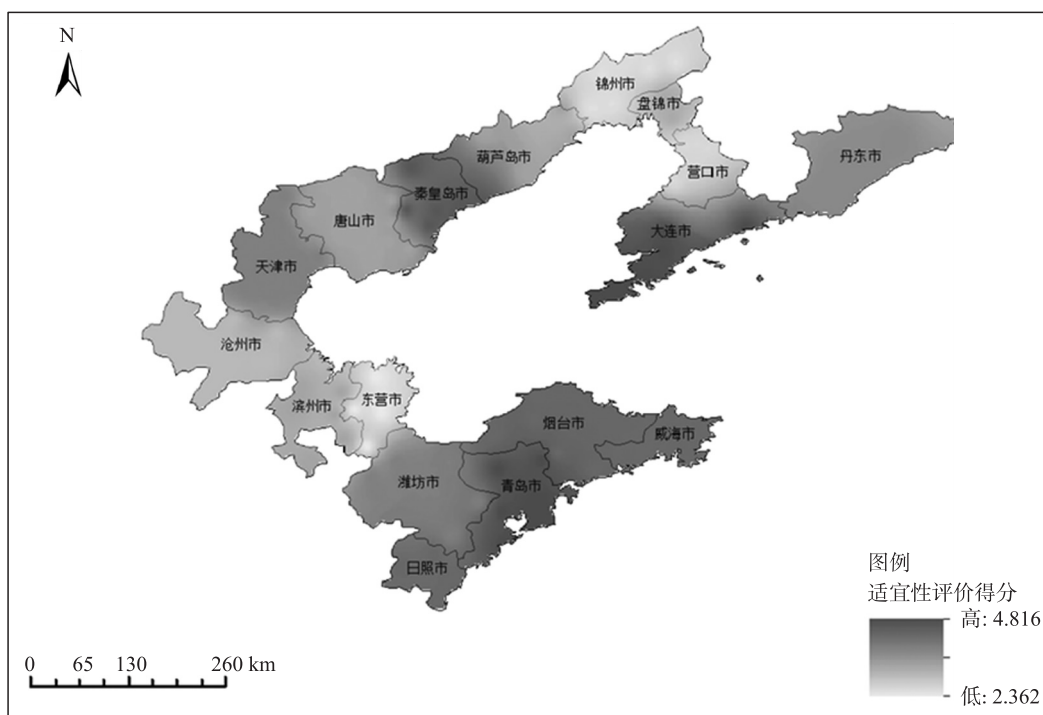 N
锦州市
盘锦市
葫芦岛市
营口市
丹东市
秦皇岛市
唐山市
大连市
天津市
沧州市
滨州市
东营市
烟台市
威海市
潍坊市
青岛市
日照市
图例
适宜性评价得分
高: 4.816
低: 2.362
0 65 130 260 km